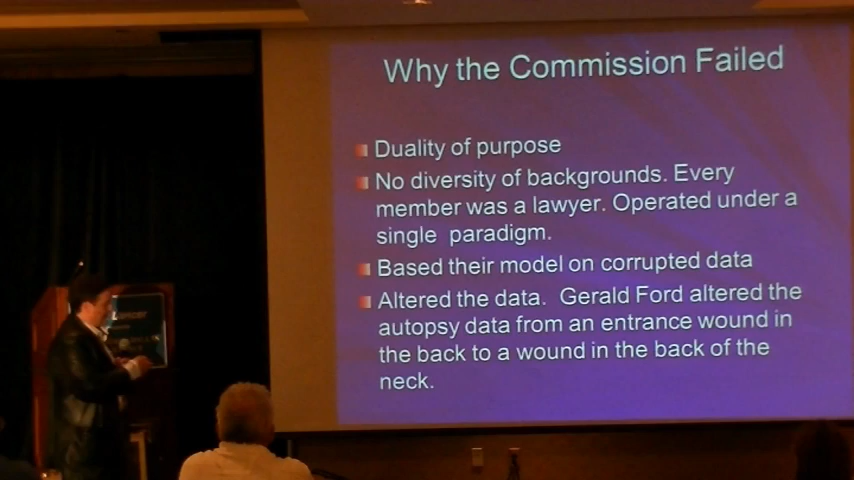 Why the Commission Failed
Duality of purpose
No diversity of backgrounds. Every
member was a lawyer. Operated under a
single paradigm.
Based their model on corrupted data
Altered the data. Gerald Ford altered the
autopsy data from an entrance wound in
the back to a wound in the back of the
neck.